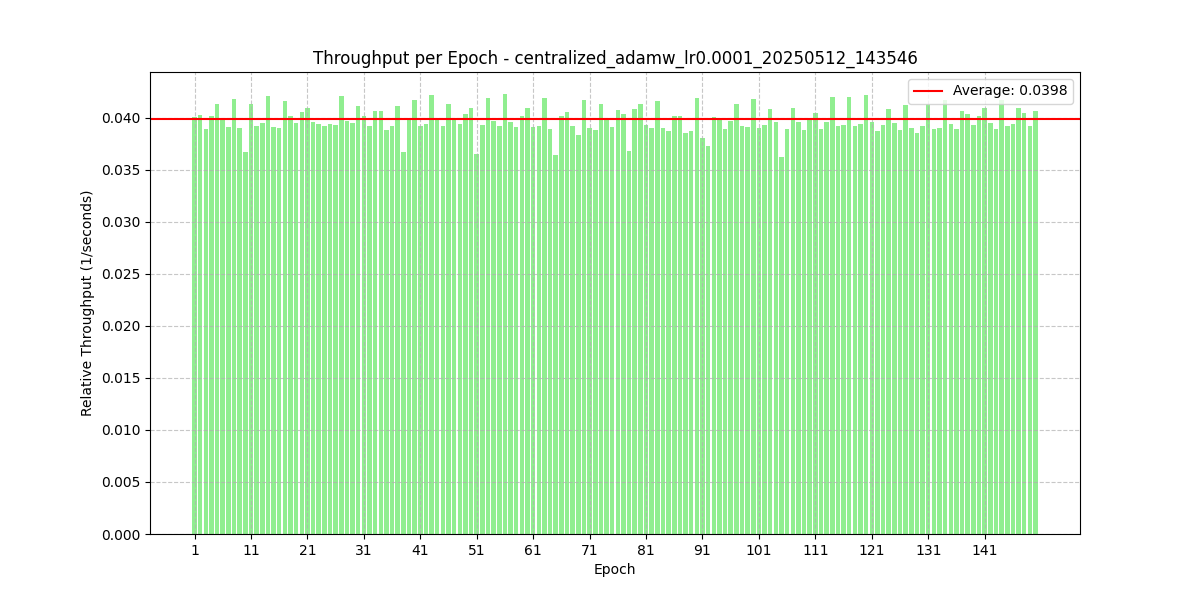 Throughput per Epoch - centralized_adamw_lr0.0001_20250512_143546
Average: 0.0398
Relative Throughput (1/seconds)
0.040
0.035
0.030
0.025
0.020
0.015
0.010
0.005
0.000
1 11 21 31 41 51 61 71 81 91 101 111 121 131 141
Epoch